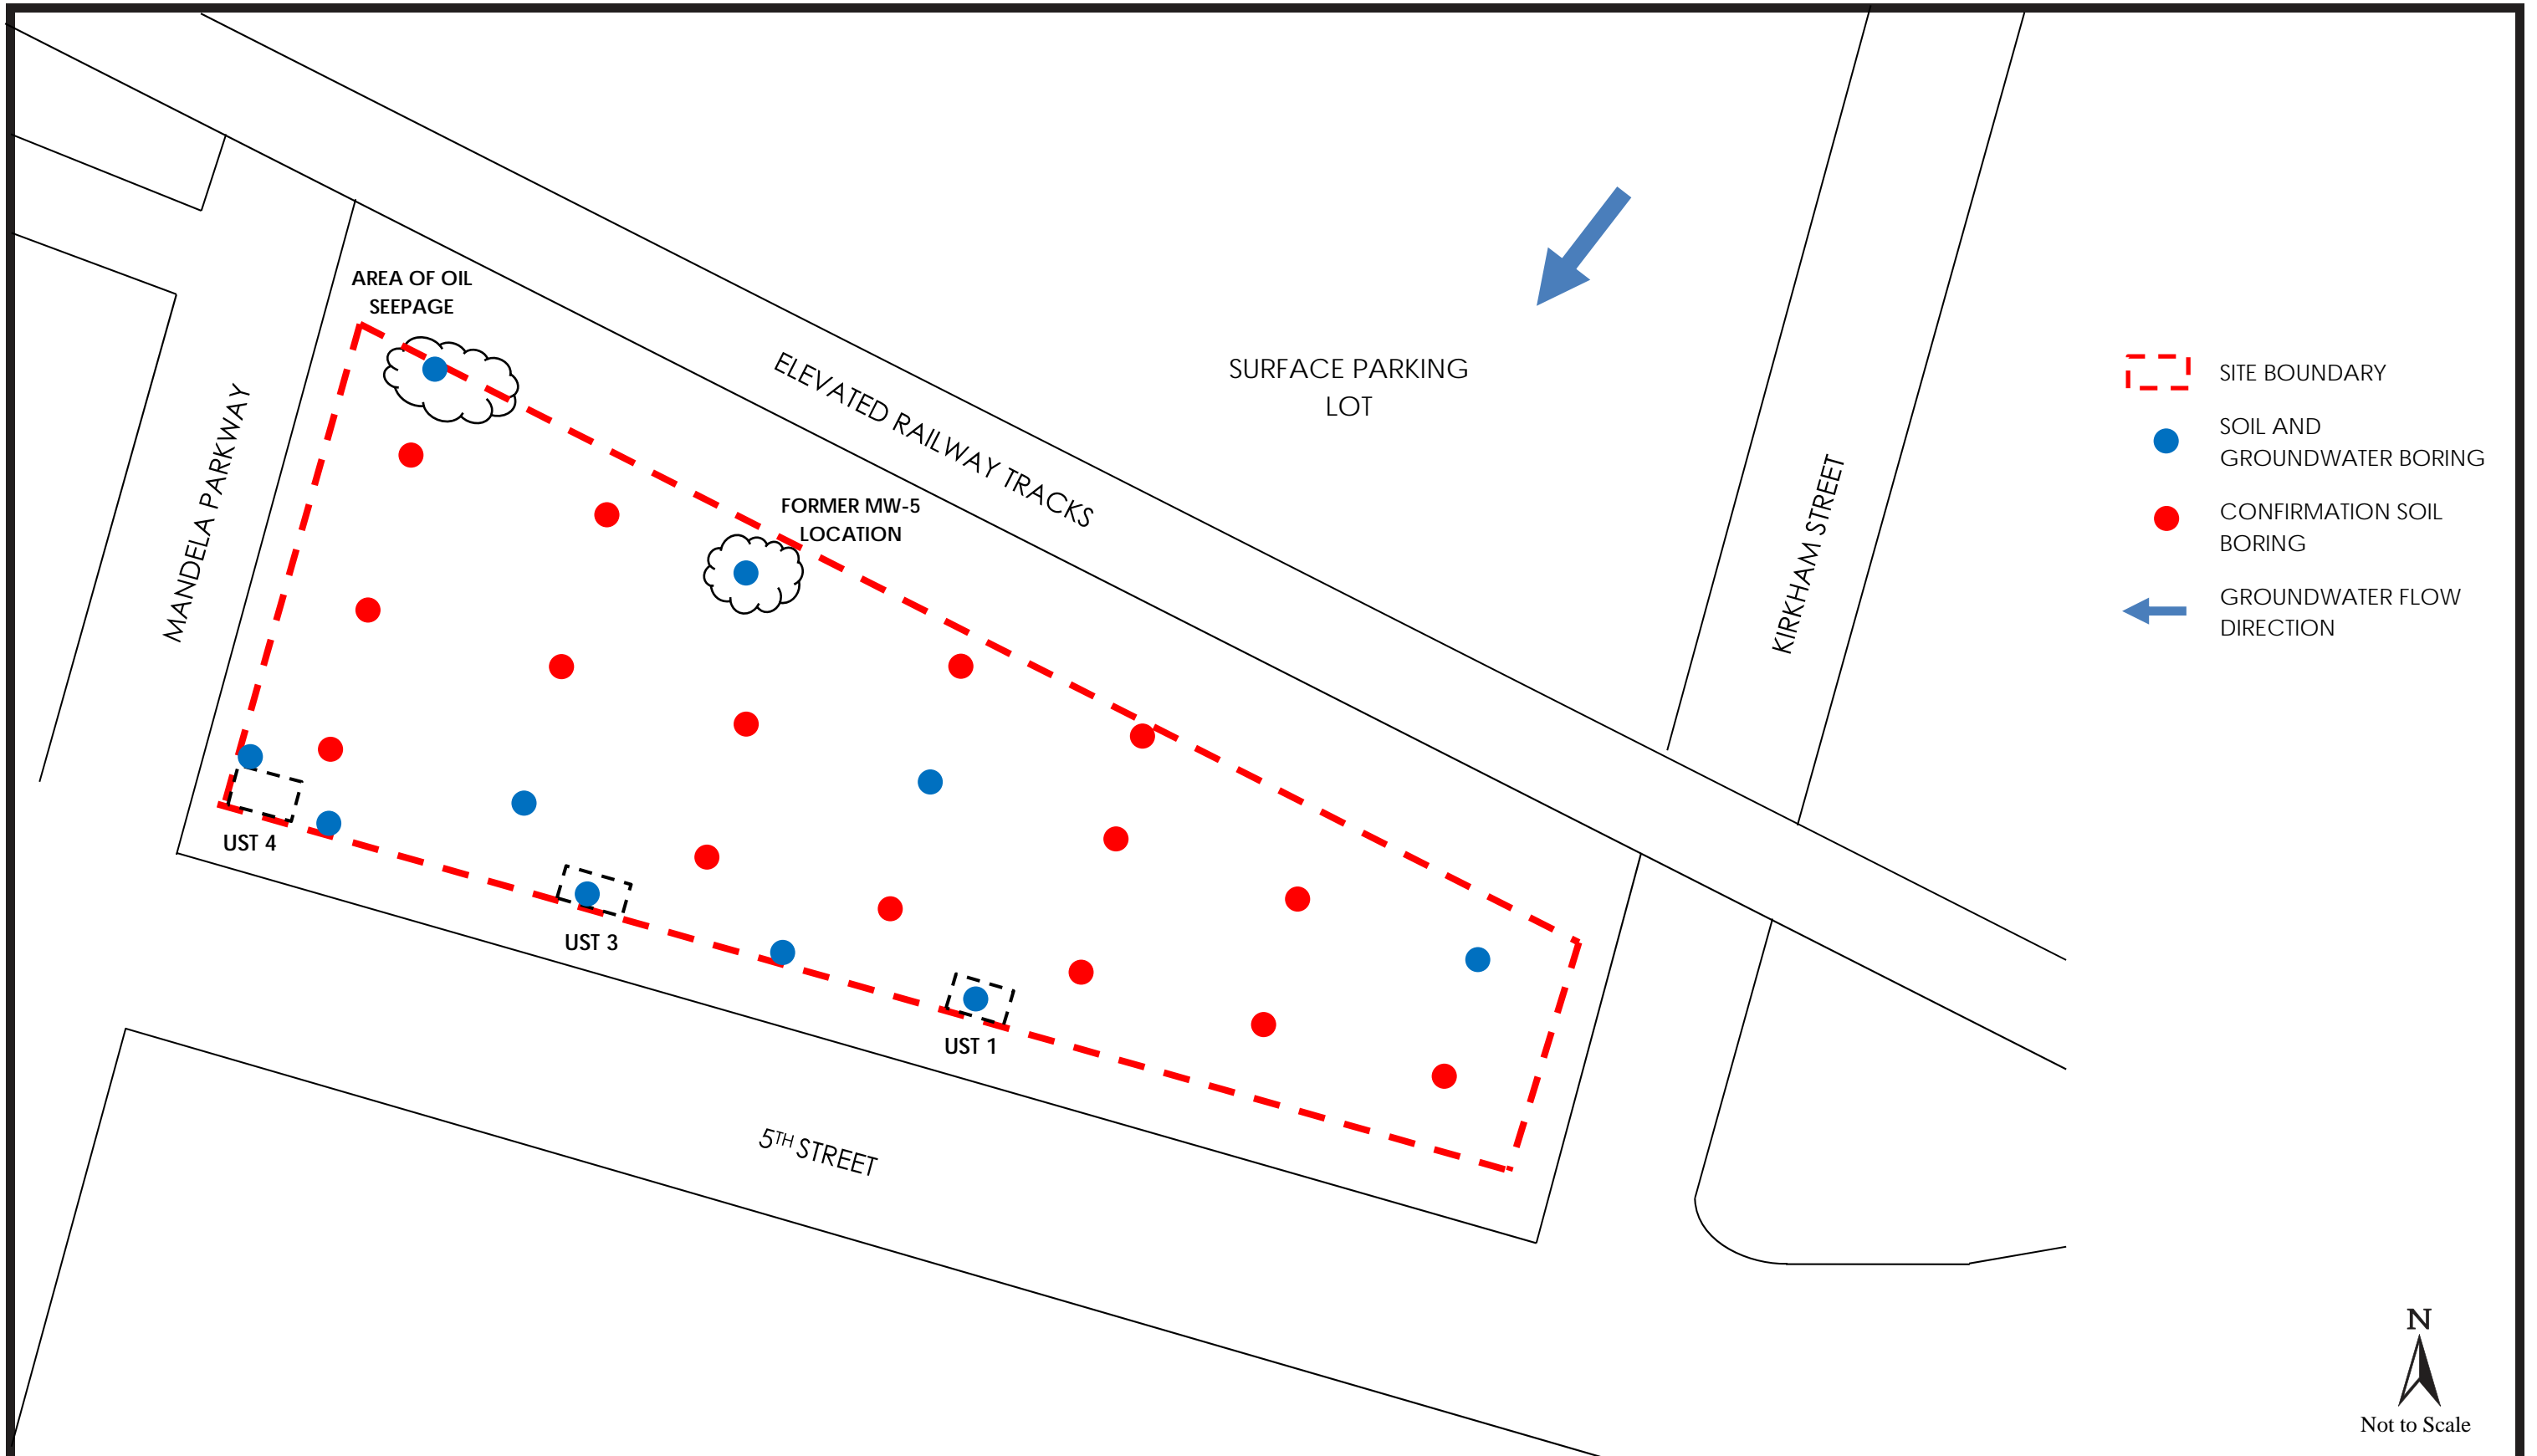 AREA OF OIL
SEEPAGE
ELEVATED RAILWAY TRACKS
SURFACE PARKING
LOT
MANDELA PARKWAY
FORMER MW-5
LOCATION
KIRKHAM STREET
UST 4
UST 3
UST 1
5TH STREET
SITE BOUNDARY
SOIL AND
GROUNDWATER BORING
CONFIRMATION SOIL
BORING
GROUNDWATER FLOW
DIRECTION
N
Not to Scale